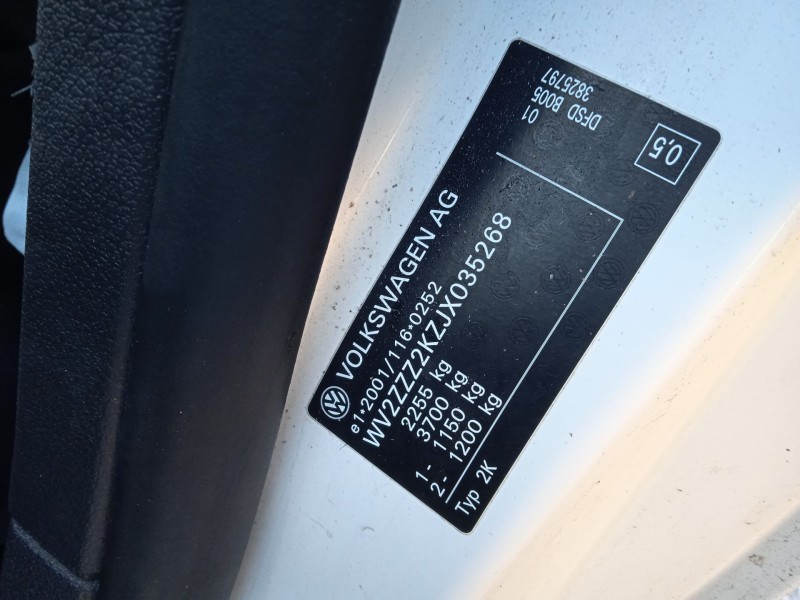 VOLKSWAGEN AG
e1*2001/116*0252
WV2ZZZ2KZJX035268
2255 kg
3700 kg
1- 1150 kg
2- 1200 kg
Typ 2K
01
DFSD B005
3825797
0,5